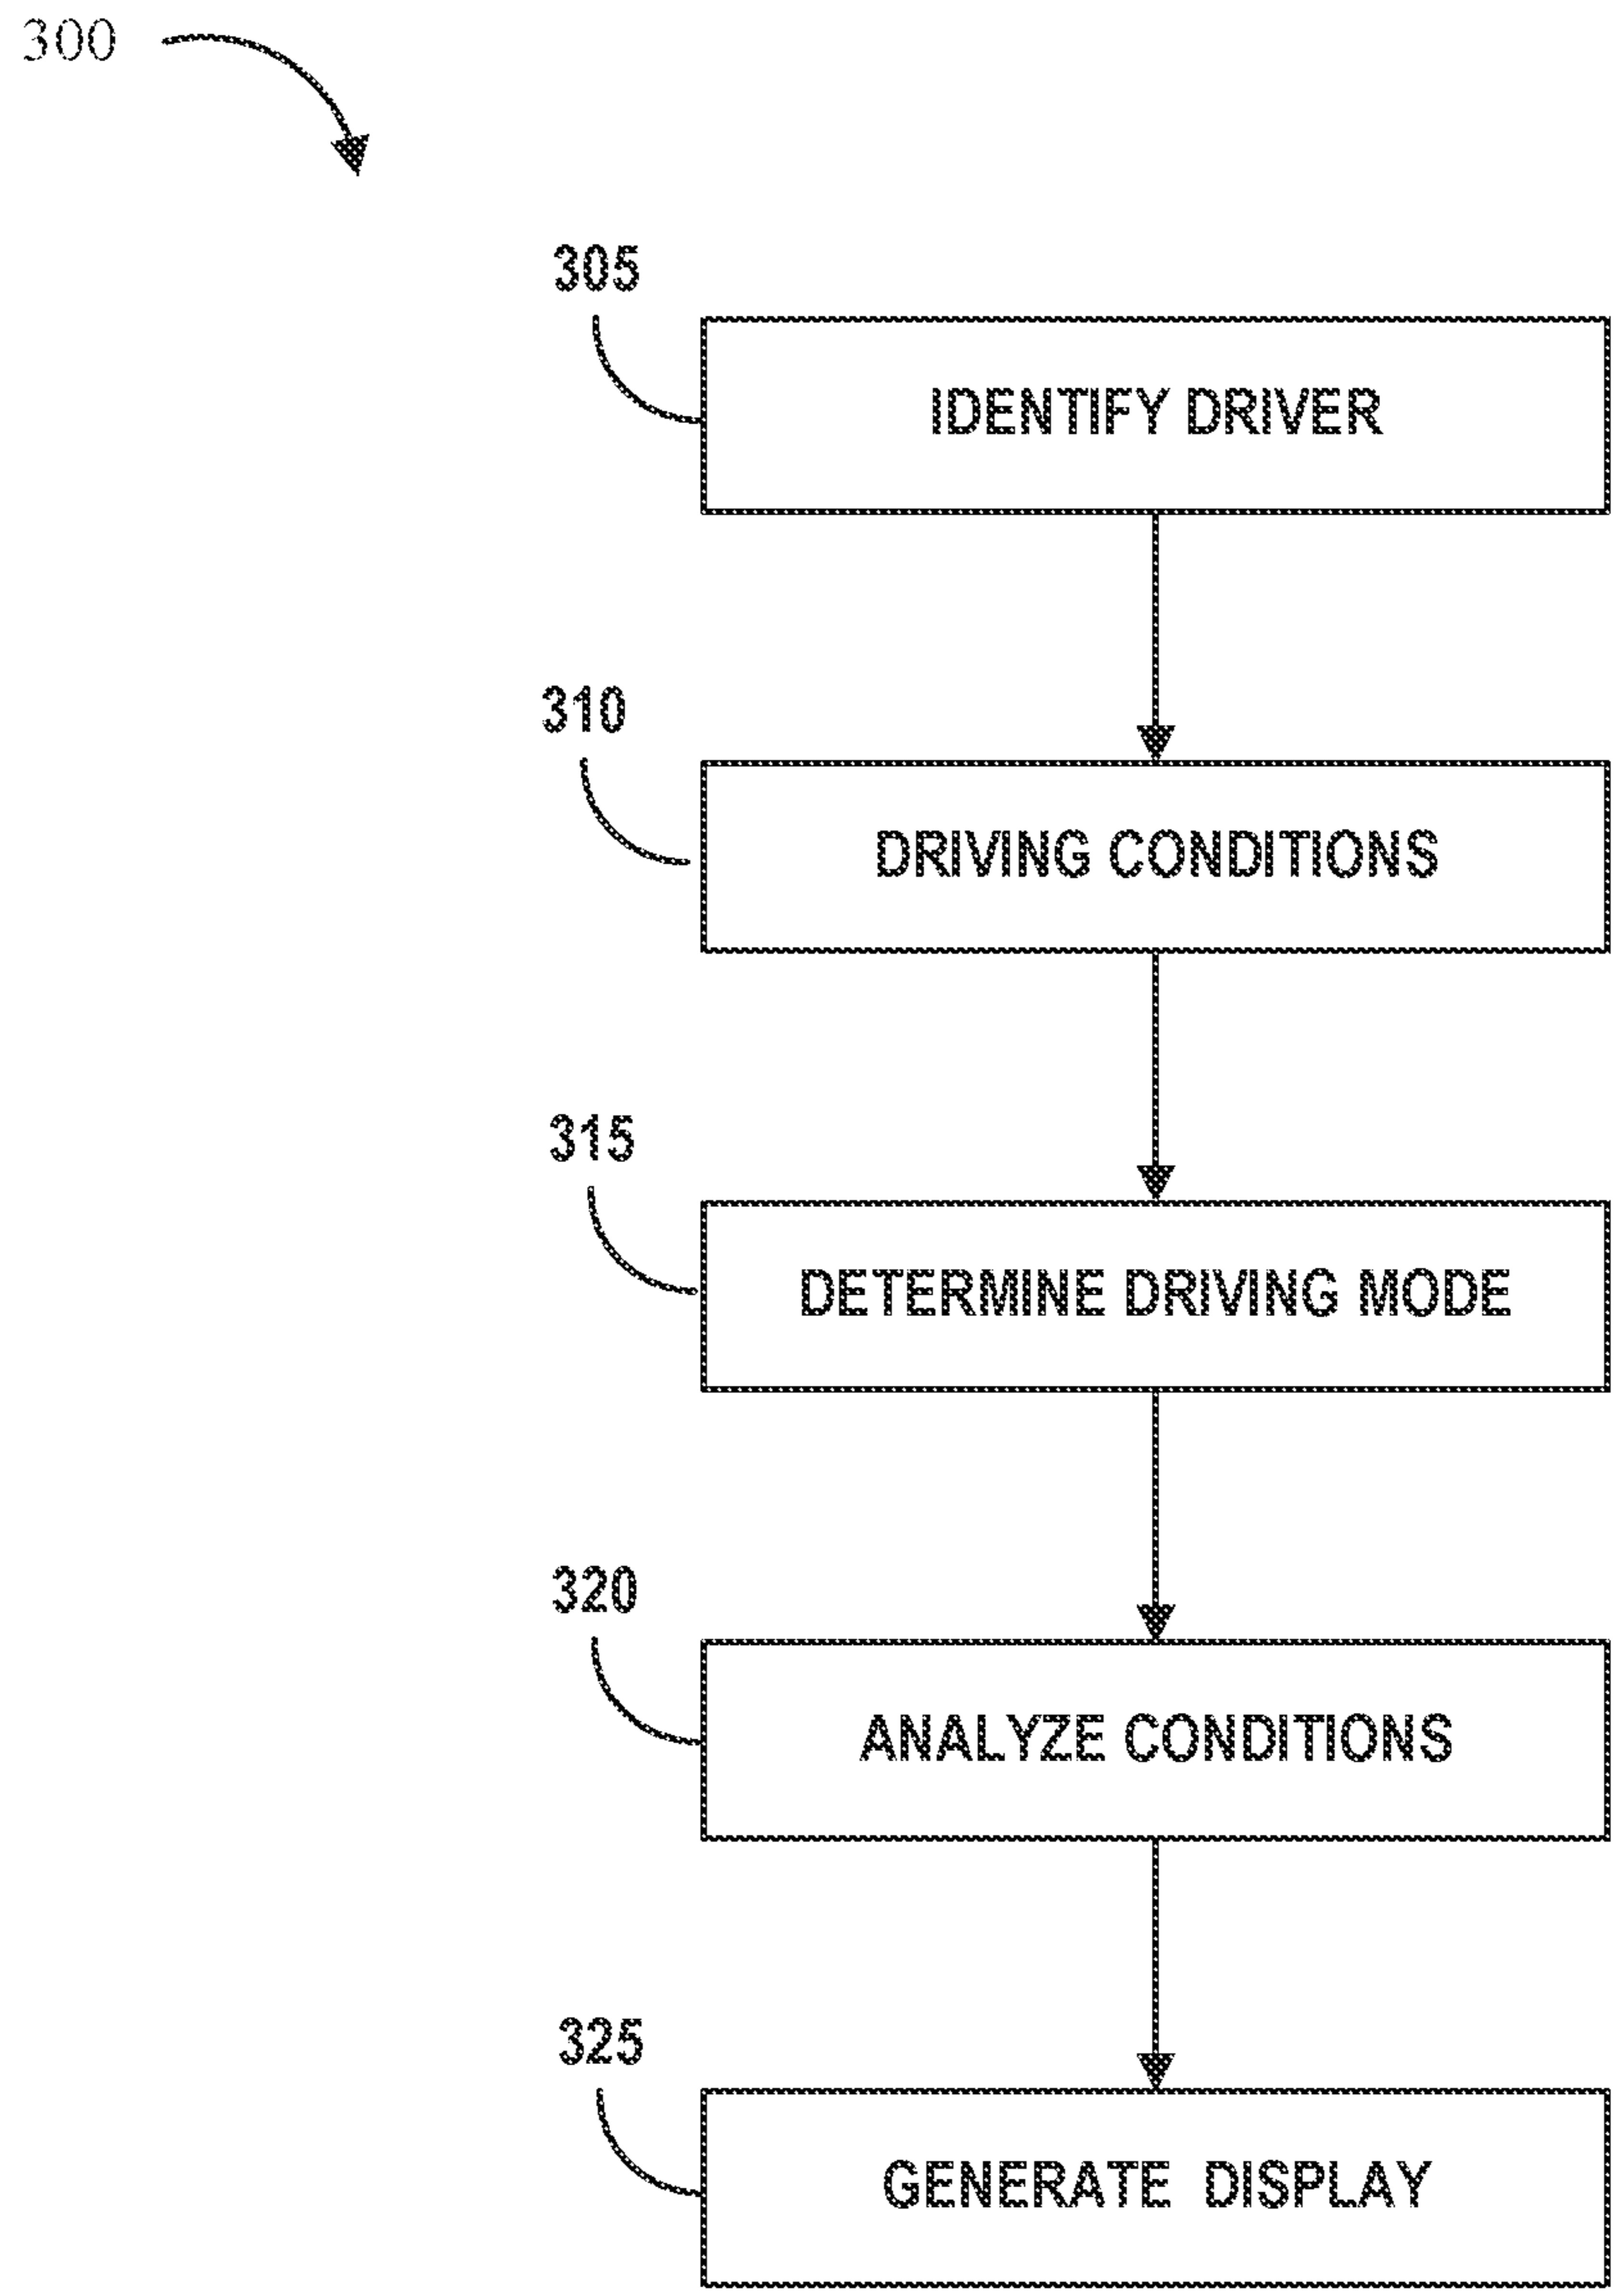 300
305
IDENTIFY DRIVER
310
DRIVING CONDITIONS
315
DETERMINE DRIVING MODE
320
ANALYZE CONDITIONS
325
GENERATE DISPLAY